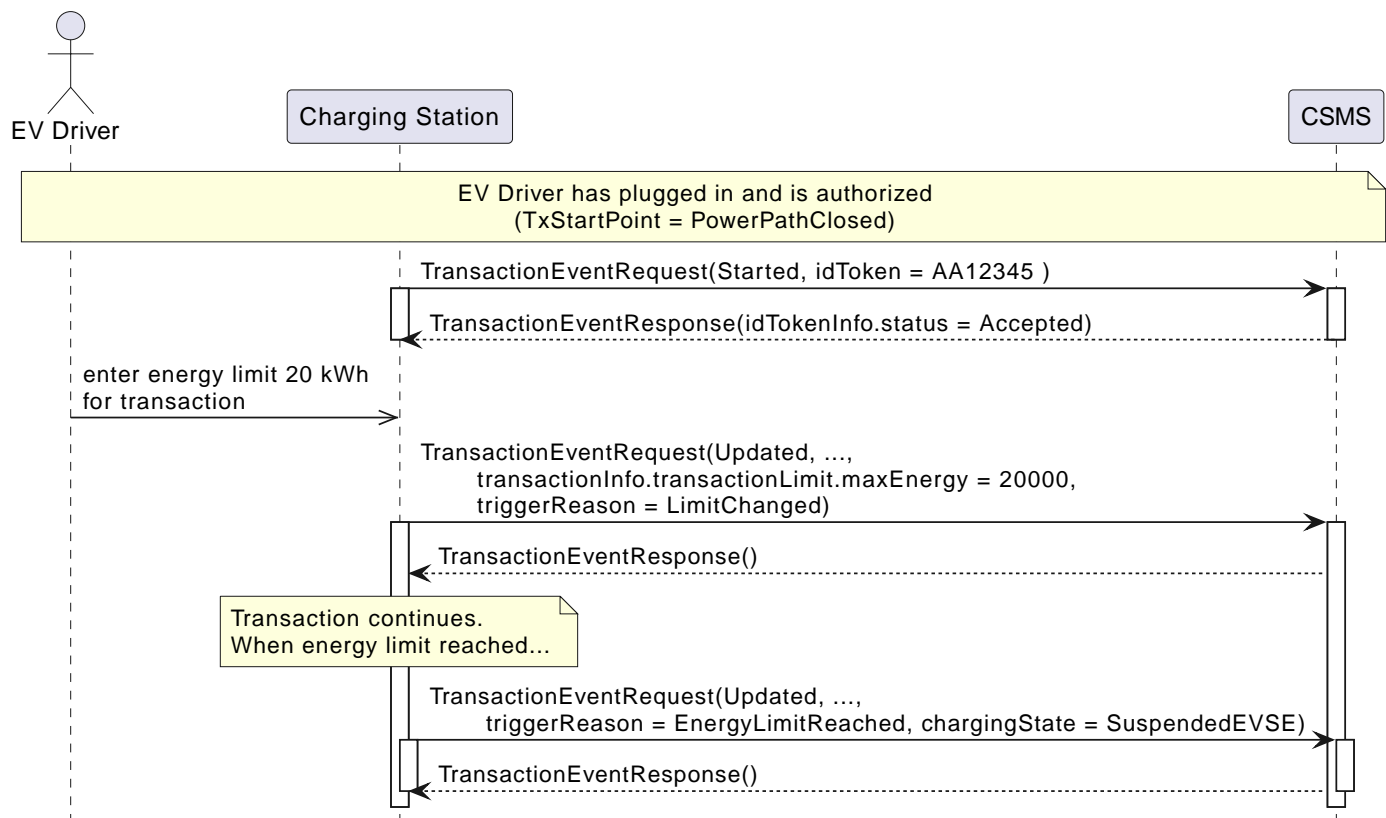 EV Driver
Charging Station
CSMS
EV Driver has plugged in and is authorized
(TxStartPoint = PowerPathClosed)
TransactionEventRequest(Started, idToken = AA12345 )
TransactionEventResponse(idTokenInfo.status = Accepted)
enter energy limit 20 kWh
for transaction
TransactionEventRequest(Updated, ...,
transactionInfo.transactionLimit.maxEnergy = 20000,
triggerReason = LimitChanged)
TransactionEventResponse()
Transaction continues.
When energy limit reached...
TransactionEventRequest(Updated, ...,
triggerReason = EnergyLimitReached, chargingState = SuspendedEVSE)
TransactionEventResponse()